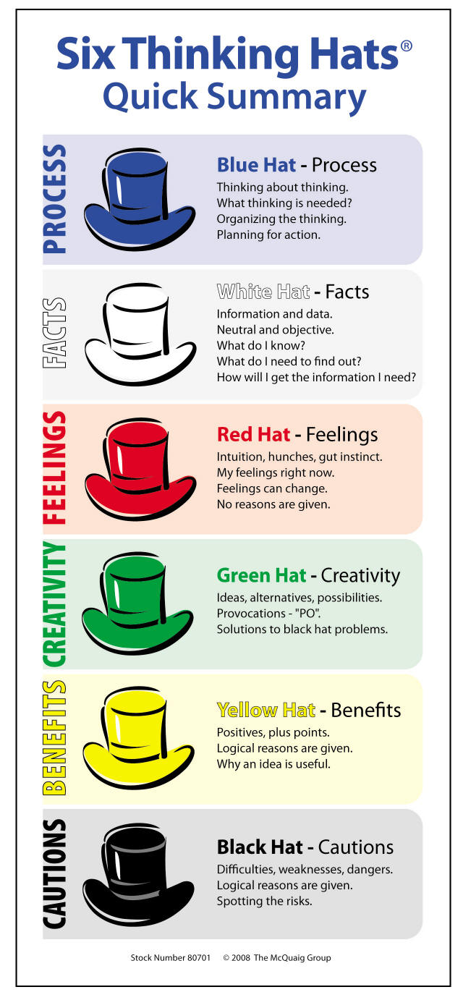 Six Thinking Hats®
Quick Summary
PROCESS
Blue Hat - Process
Thinking about thinking.
What thinking is needed?
Organizing the thinking.
Planning for action.
FACTS
White Hat - Facts
Information and data.
Neutral and objective.
What do I know?
What do I need to find out?
How will I get the information I need?
FEELINGS
Red Hat - Feelings
Intuition, hunches, gut instinct.
My feelings right now.
Feelings can change.
No reasons are given.
CREATIVITY
Green Hat - Creativity
Ideas, alternatives, possibilities.
Provocations - "PO".
Solutions to black hat problems.
BENEFITS
Yellow Hat - Benefits
Positives, plus points.
Logical reasons are given.
Why an idea is useful.
CAUTIONS
Black Hat - Cautions
Difficulties, weaknesses, dangers.
Logical reasons are given.
Spotting the risks.
Stock Number 80701 © 2008 The McQuaig Group